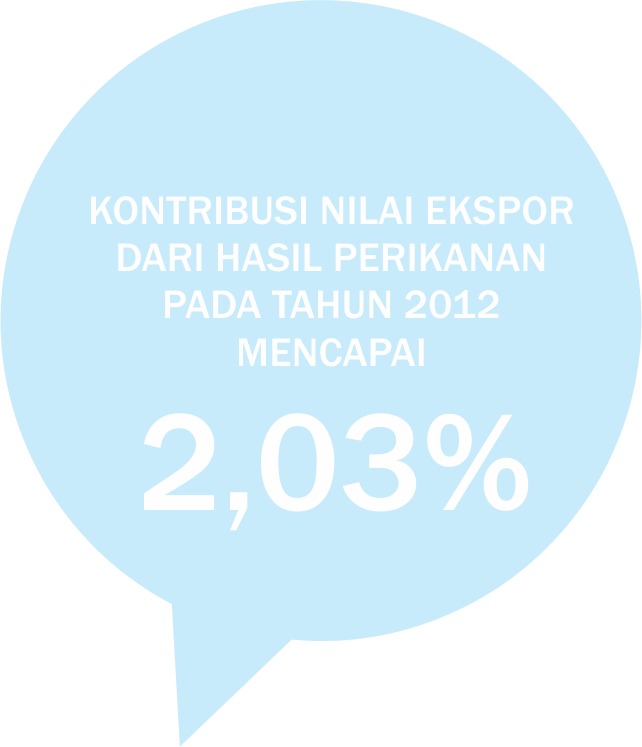 KONTRIBUSI NILAI EKSPOR
DARI HASIL PERIKANAN
PADA TAHUN 2012
MENCAPAI
2,03%